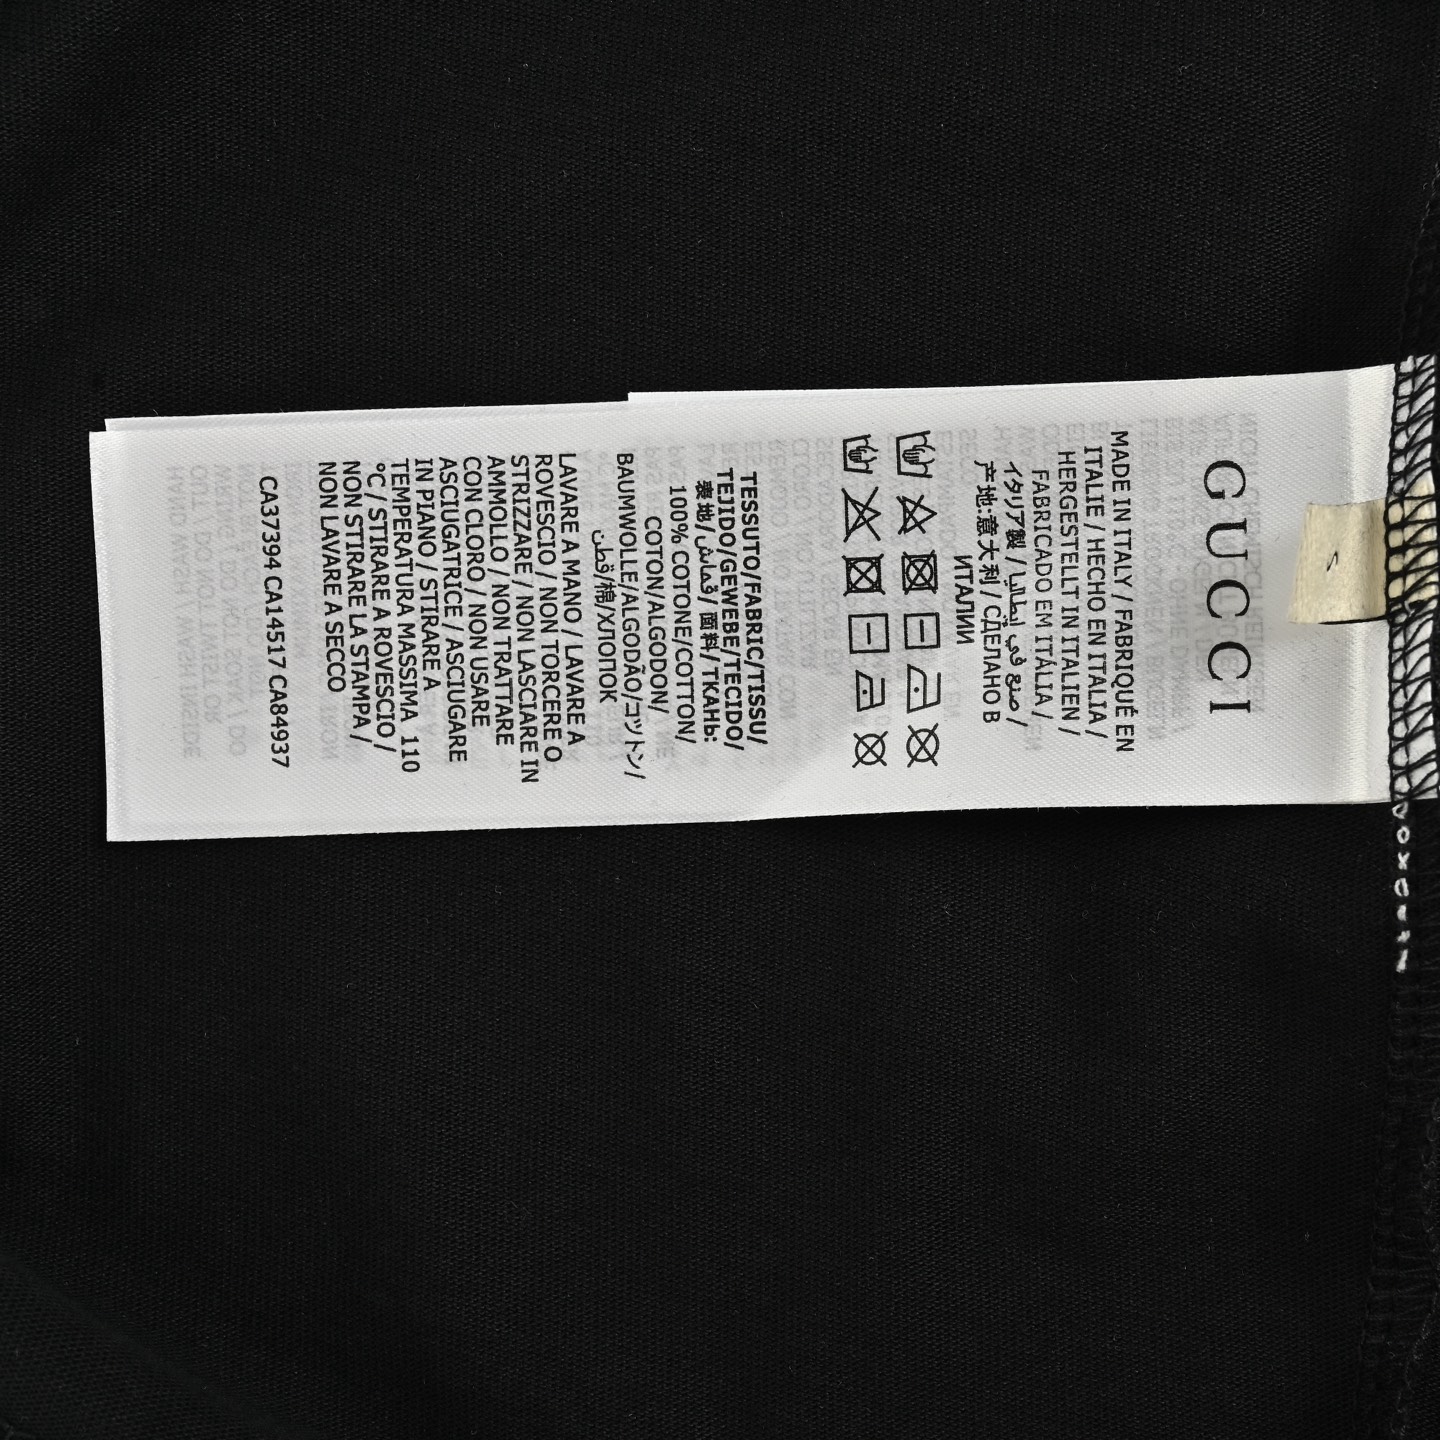 GUCCI
MADE IN ITALY / FABRIQUÉ EN
ITALIE / HECHO EN ITALIA /
HERGESTELLT IN ITALIEN /
FABRICADO EM ITÁLIA /
イタリア製 / صنع في إيطاليا /
产地:意大利 / СДЕЛАНО В
ИТАЛИИ
TESSUTO/FABRIC/TISSU/
TEJIDO/GEWEBE/TECIDO/
表地/قماش/面料/ТКАНЬ:
100% COTONE/COTTON/
COTON/ALGODON/
BAUMWOLLE/ALGODÃO/コットン/
قطن/棉/ХЛОПОК
LAVARE A MANO / LAVARE A
ROVESCIO / NON TORCERE O
STRIZZARE / NON LASCIARE IN
AMMOLLO / NON TRATTARE
CON CLORO / NON USARE
ASCIUGATRICE / ASCIUGARE
IN PIANO / STIRARE A
TEMPERATURA MASSIMA 110
°C / STIRARE A ROVESCIO /
NON STIRARE LA STAMPA /
NON LAVARE A SECCO
CA37394 CA14517 CA84937